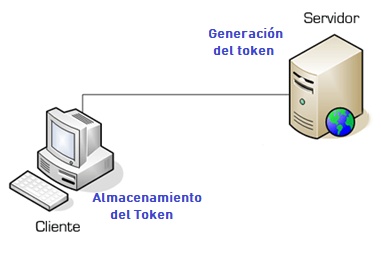 Servidor
Generación
del token
Almacenamiento
del Token
Cliente